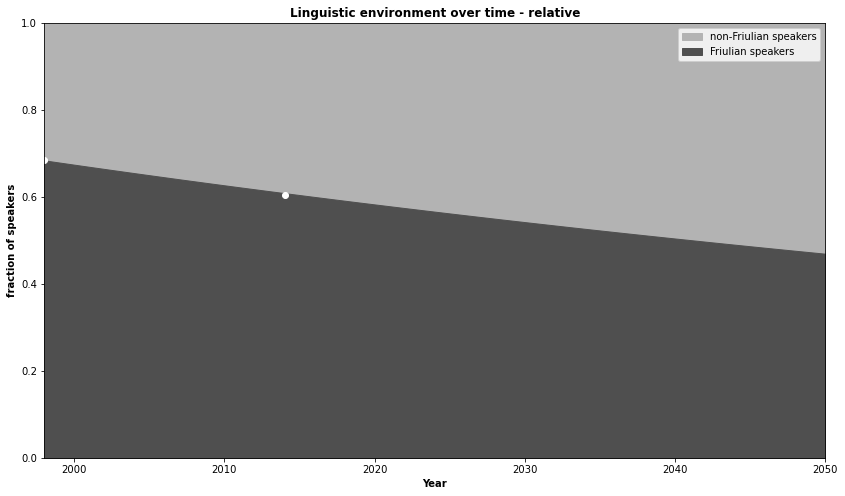 Linguistic environment over time - relative
non-Friulian speakers
Friulian speakers
1.0
0.8
0.6
0.4
0.2
0.0
fraction of speakers
2000 2010 2020 2030 2040 2050
Year